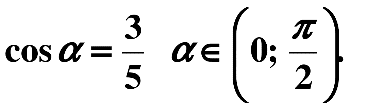 cos α = 3/5 α ∈ (0; π/2).